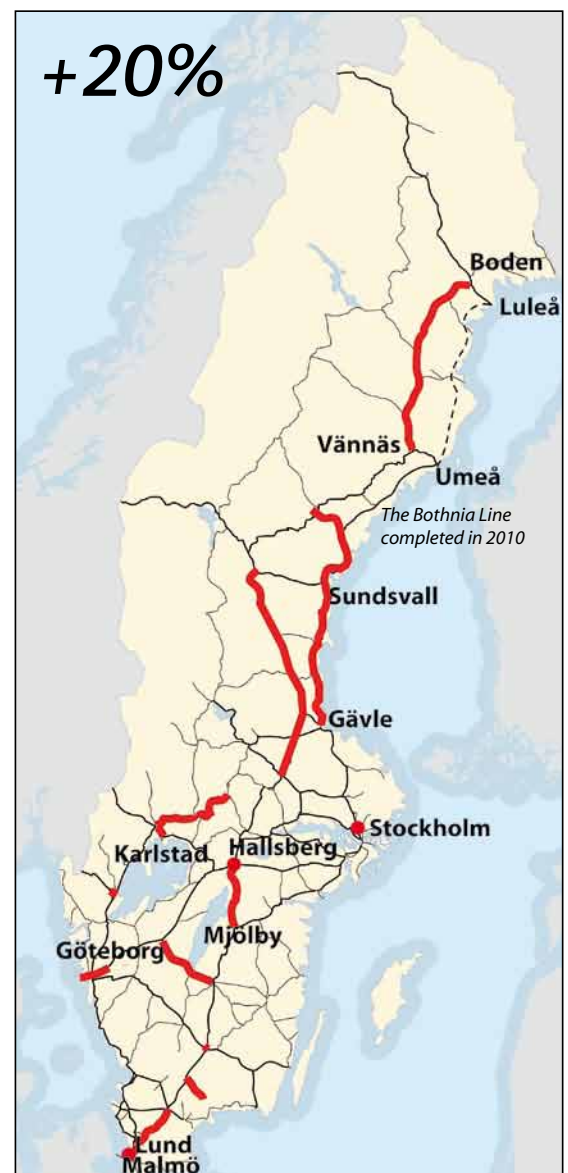 +20%
Boden
Luleå
Vännäs
Umeå
The Bothnia Line
completed in 2010
Sundsvall
Gävle
Stockholm
Karlstad
Hallsberg
Mjölby
Göteborg
Lund
Malmö